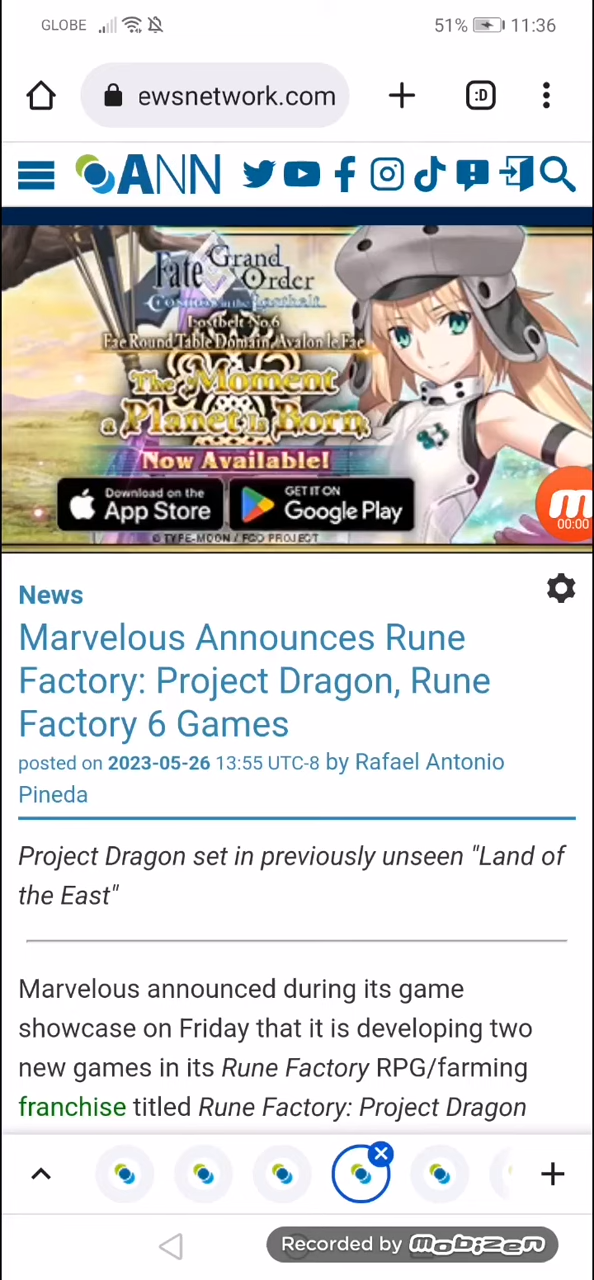 GLOBE 51% 11:36
ewsnetwork.com :D
ANN
Fate Grand Order
Cosmos in the Lostbelt
Lostbelt No.6
Fae Round Table Domain, Avalon le Fae
The Moment
a Planet Is Born
Now Available!
Download on the
App Store
GET IT ON
Google Play
© TYPE-MOON / FGO PROJECT
00:00
News
Marvelous Announces Rune
Factory: Project Dragon, Rune
Factory 6 Games
posted on 2023-05-26 13:55 UTC-8 by Rafael Antonio
Pineda
Project Dragon set in previously unseen "Land of
the East"
Marvelous announced during its game
showcase on Friday that it is developing two
new games in its Rune Factory RPG/farming
franchise titled Rune Factory: Project Dragon
Recorded by mobizen